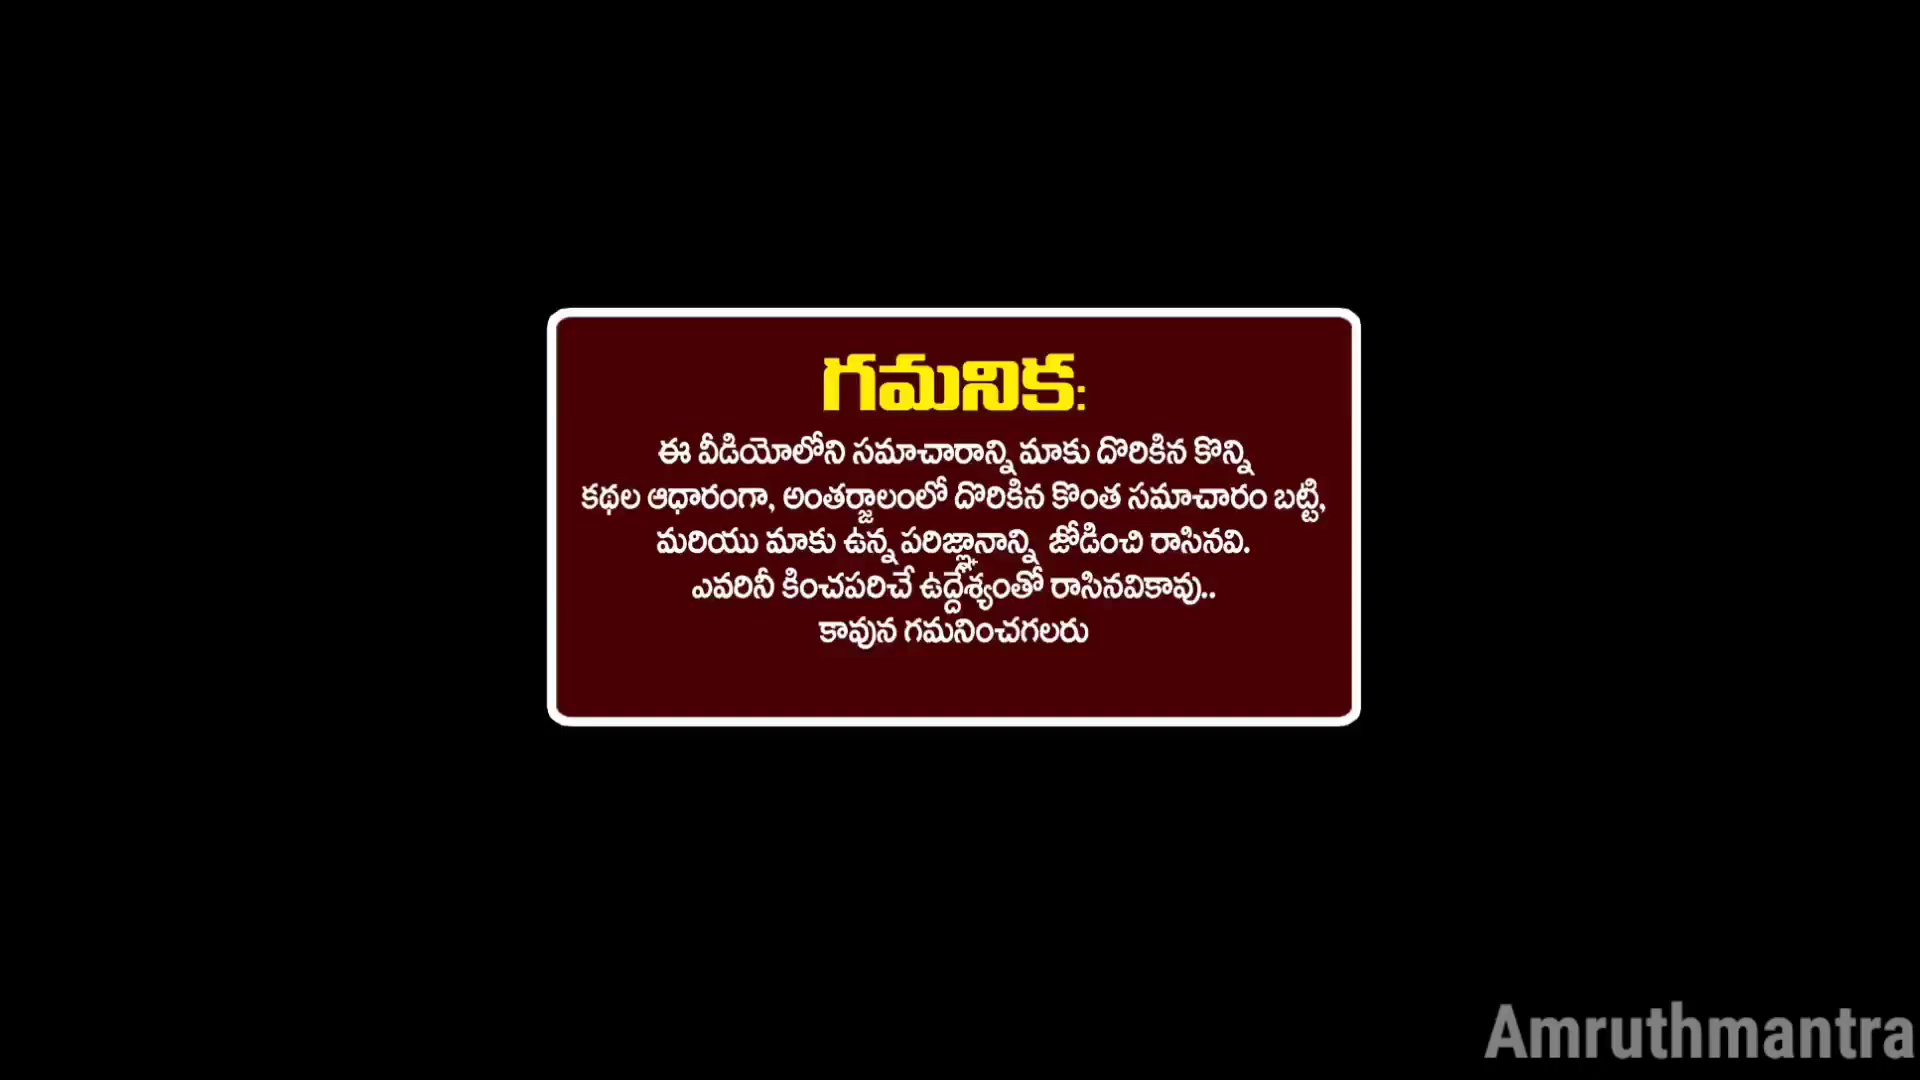 గమనిక:
ఈ వీడియోలోని సమాచారాన్ని మాకు దొరికిన కొన్ని
కథల ఆధారంగా, అంతర్జాలంలో దొరికిన కొంత సమాచారం బట్టి,
మరియు మాకు ఉన్న పరిజ్ఞానాన్ని జోడించి రాసినవి.
ఎవరినీ కించపరిచే ఉద్దేశ్యంతో రాసినవికావు..
కావున గమనించగలరు
Amruthmantra